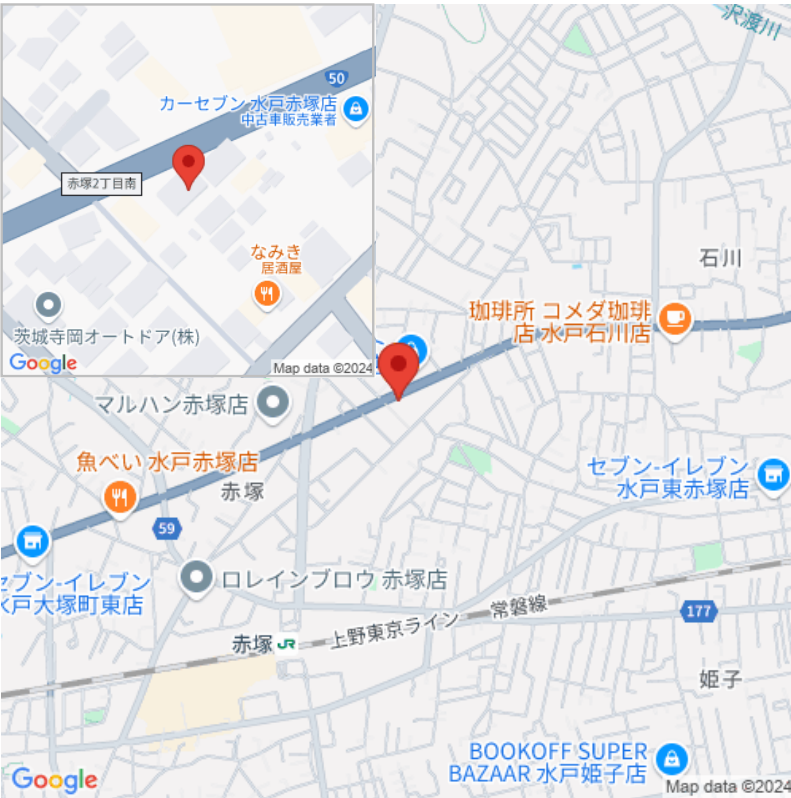 沢渡川
50
カーセブン 水戸赤塚店
中古車販売業者
赤塚2丁目南
なみき
居酒屋
茨城寺岡オートドア(株)
Google
Map data ©2024
石川
珈琲所 コメダ珈琲
店 水戸石川店
マルハン赤塚店
魚べい 水戸赤塚店
赤塚
セブン-イレブン
水戸東赤塚店
59
セブン-イレブン
水戸大塚町東店
ロレインブロウ 赤塚店
常磐線
上野東京ライン
177
赤塚 JR
姫子
BOOKOFF SUPER
BAZAAR 水戸姫子店
Google
Map data ©2024